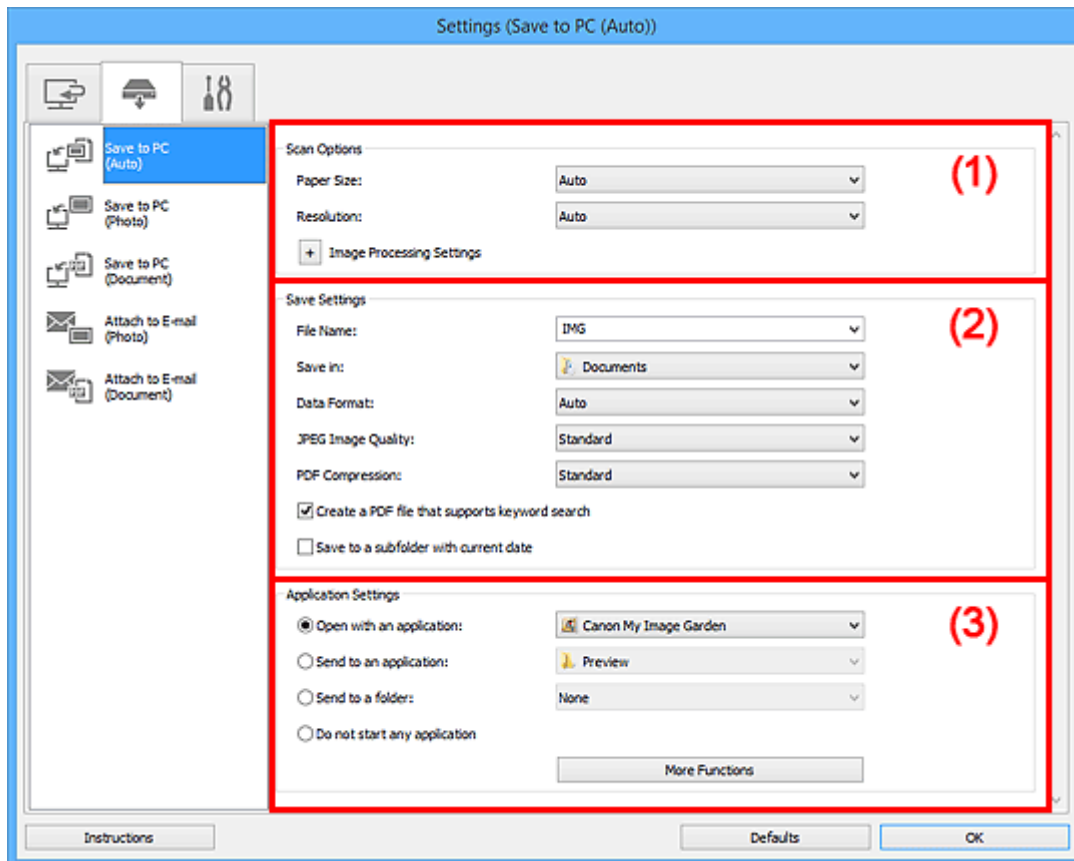 Settings (Save to PC (Auto))
Save to PC
(Auto)
Save to PC
(Photo)
Save to PC
(Document)
Attach to E-mail
(Photo)
Attach to E-mail
(Document)
Scan Options
(1)
Paper Size: Auto
Resolution: Auto
+ Image Processing Settings
Save Settings
(2)
File Name: IMG
Save in: Documents
Data Format: Auto
JPEG Image Quality: Standard
PDF Compression: Standard
Create a PDF file that supports keyword search
Save to a subfolder with current date
Application Settings
(3)
Open with an application: Canon My Image Garden
Send to an application: Preview
Send to a folder: None
Do not start any application
More Functions
Instructions Defaults OK